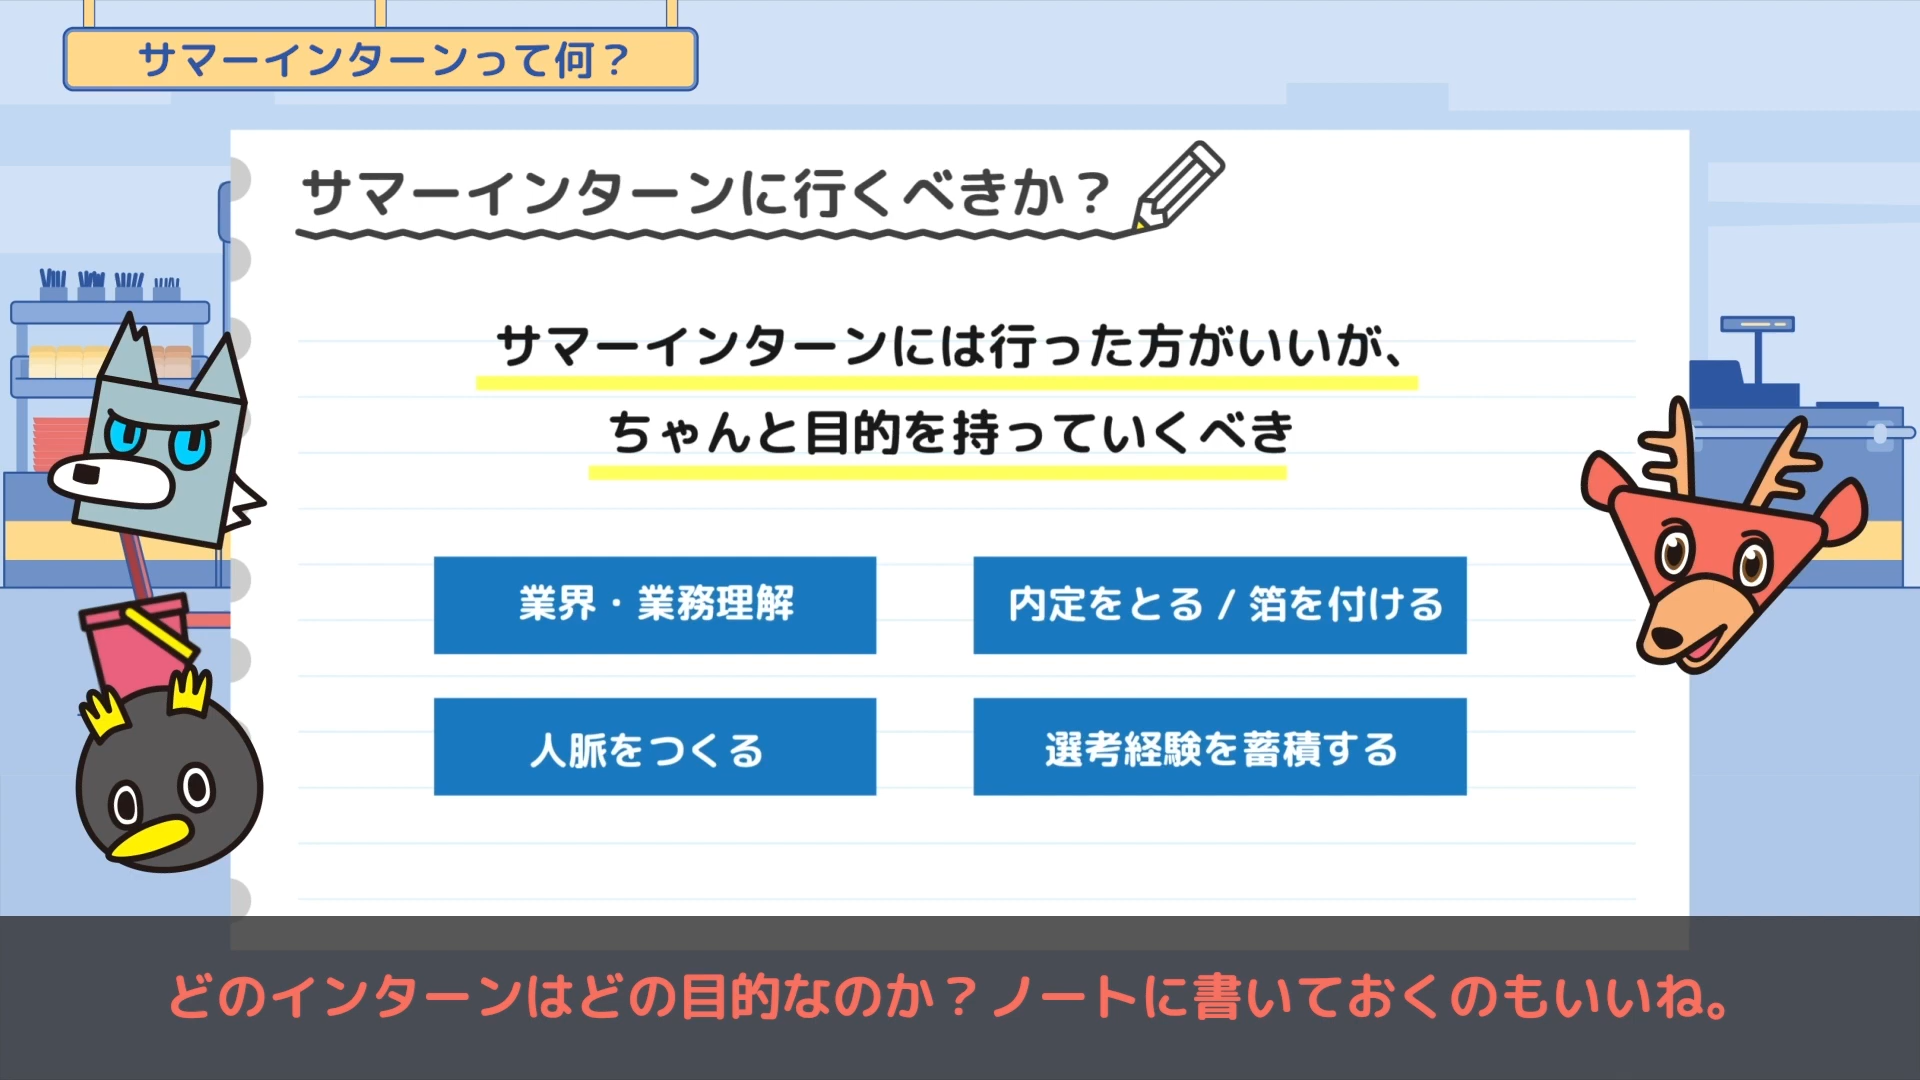 サマーインターンって何？
サマーインターンに行くべきか？
サマーインターンには行った方がいいが、
ちゃんと目的を持っていくべき
業界・業務理解
内定をとる / 箔を付ける
人脈をつくる
選考経験を蓄積する
どのインターンはどの目的なのか？ノートに書いておくのもいいね。